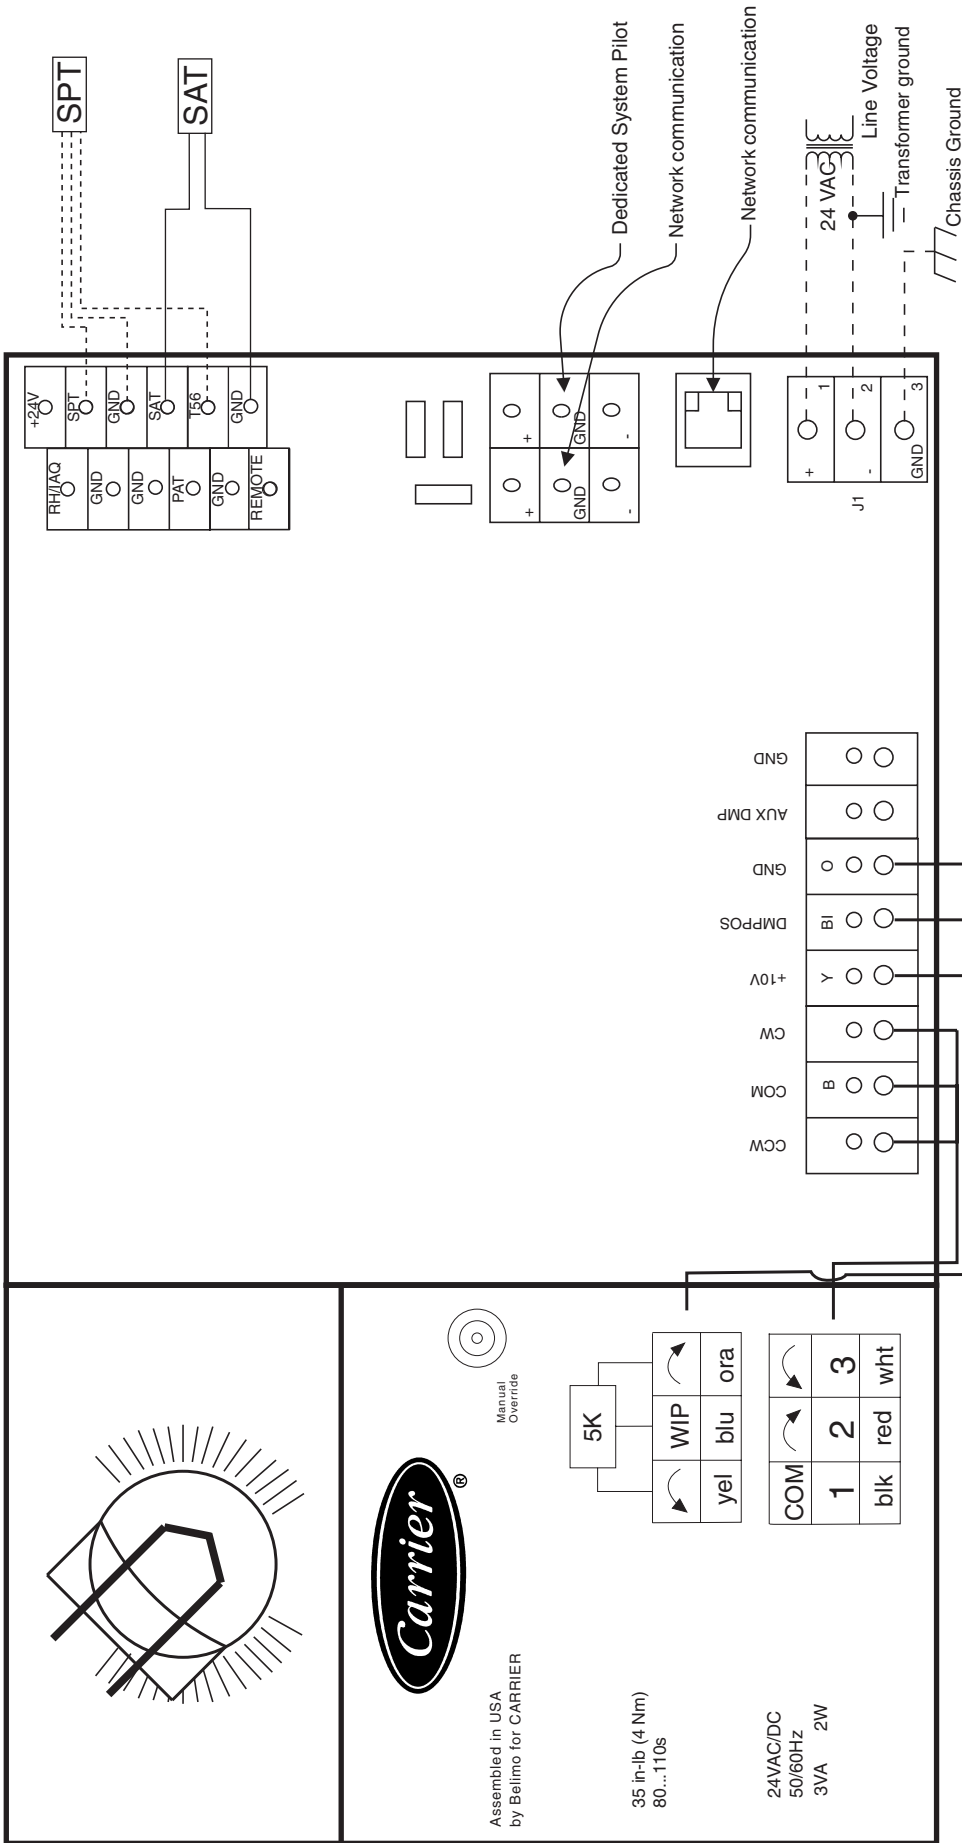 SPT
SAT
+24V
SPT
GND
SAT
T56
GND
RH/IAQ
GND
GND
PAT
GND
REMOTE
Dedicated System Pilot
Network communication
Network communication
+
GND
-
+
GND
-
24 VAC
Line Voltage
Transformer ground
Chassis Ground
+ 1
- 2
GND 3
J1
GND
AUX DMP
GND
DMPPOS
+10V
CW
COM
CCW
O
BI
Y
B
Manual
Override
Carrier
®
5K
WIP
yel blu ora
COM
1 2 3
blk red wht
Assembled in USA
by Belimo for CARRIER
35 in-lb (4 Nm)
80...110s
24VAC/DC
50/60Hz
3VA 2W